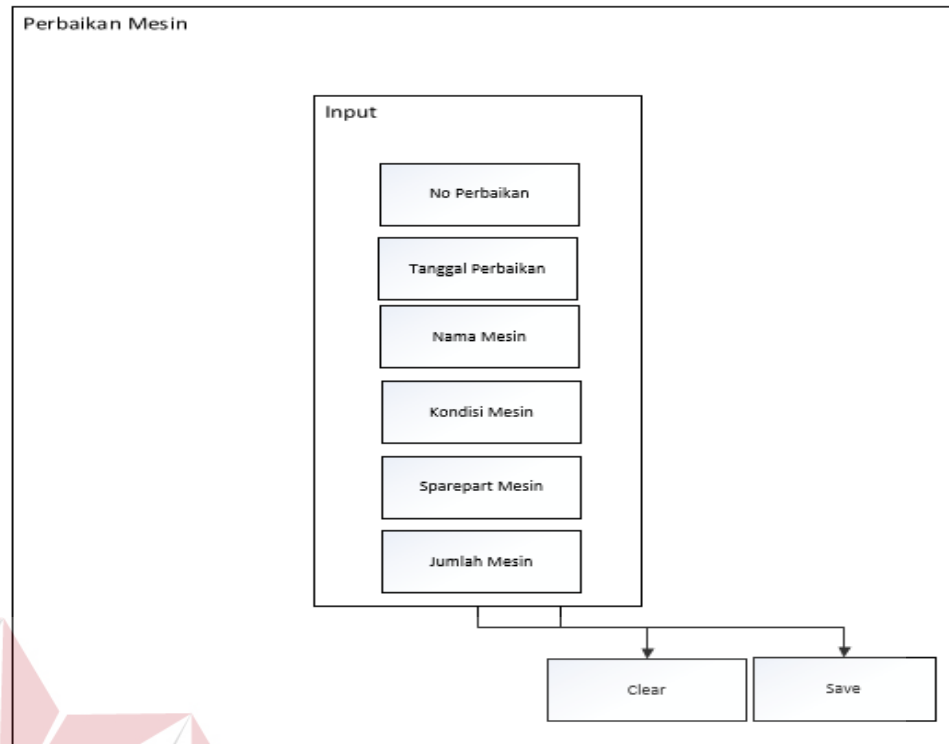 Perbaikan Mesin
Input
No Perbaikan
Tanggal Perbaikan
Nama Mesin
Kondisi Mesin
Sparepart Mesin
Jumlah Mesin
Clear
Save